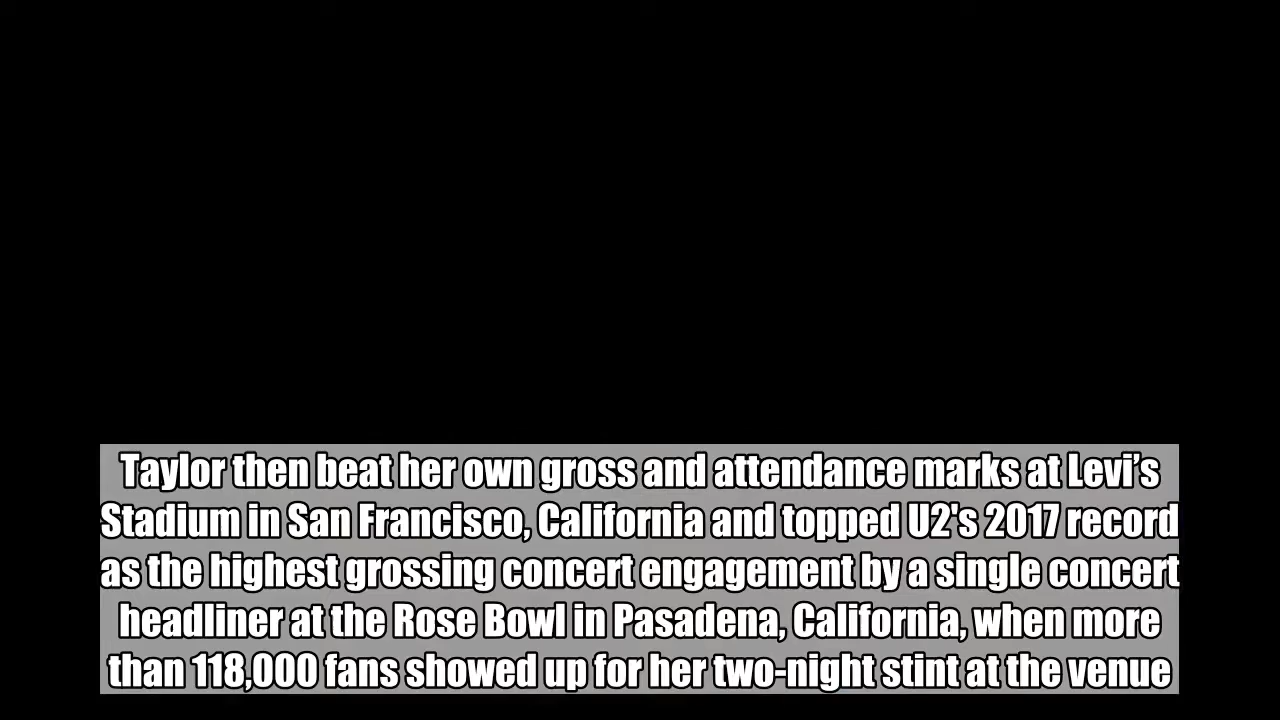 Taylor then beat her own gross and attendance marks at Levi’s
Stadium in San Francisco, California and topped U2's 2017 record
as the highest grossing concert engagement by a single concert
headliner at the Rose Bowl in Pasadena, California, when more
than 118,000 fans showed up for her two-night stint at the venue